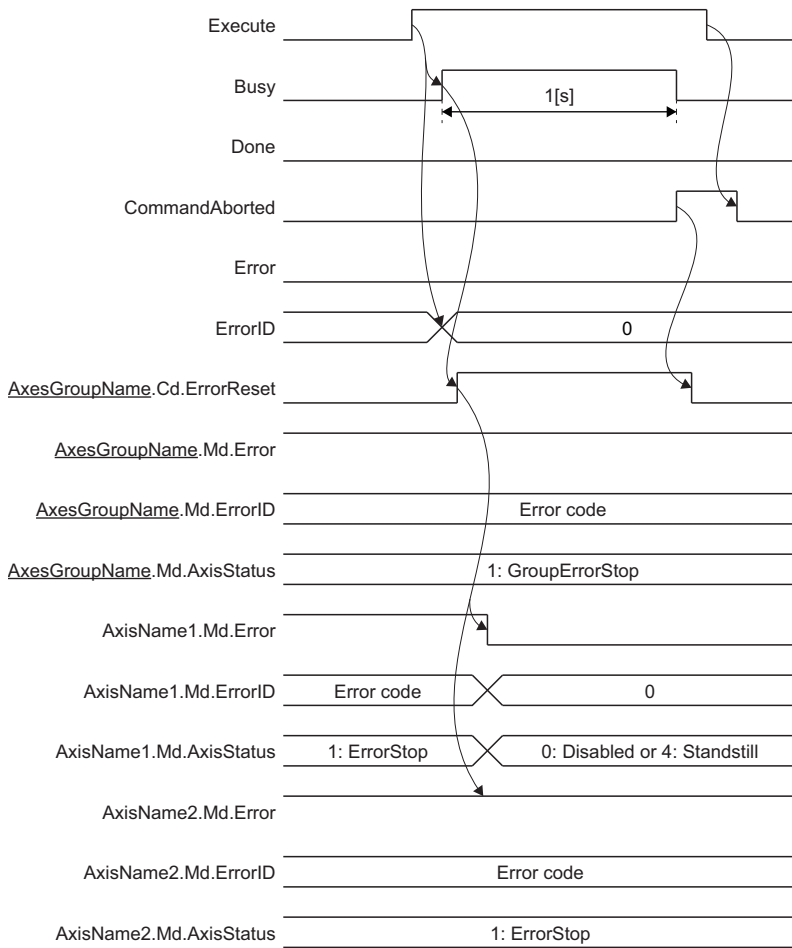 Execute
Busy
1[s]
Done
CommandAborted
Error
ErrorID
0
AxesGroupName.Cd.ErrorReset
AxesGroupName.Md.Error
AxesGroupName.Md.ErrorID
Error code
AxesGroupName.Md.AxisStatus
1: GroupErrorStop
AxisName1.Md.Error
AxisName1.Md.ErrorID
Error code
0
AxisName1.Md.AxisStatus
1: ErrorStop
0: Disabled or 4: Standstill
AxisName2.Md.Error
AxisName2.Md.ErrorID
Error code
AxisName2.Md.AxisStatus
1: ErrorStop